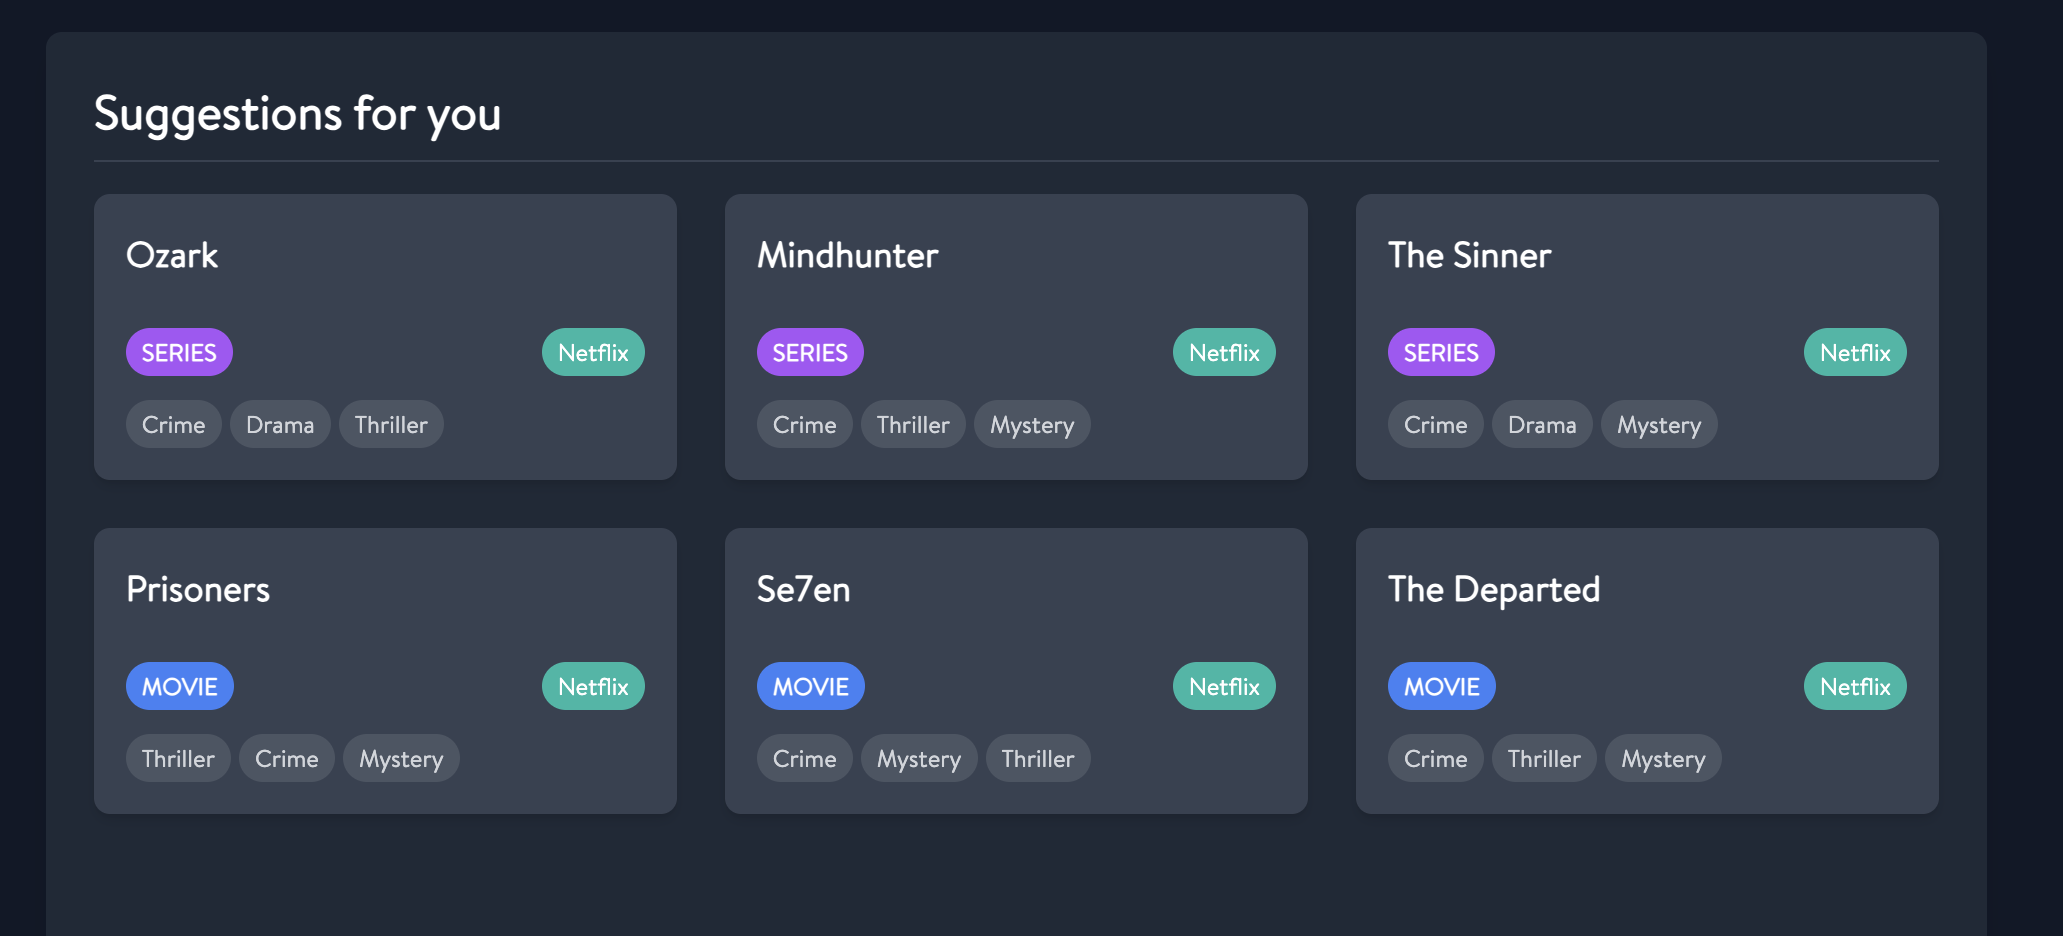 Suggestions for you
Ozark
SERIES
Netflix
Crime Drama Thriller
Mindhunter
SERIES
Netflix
Crime Thriller Mystery
The Sinner
SERIES
Netflix
Crime Drama Mystery
Prisoners
MOVIE
Netflix
Thriller Crime Mystery
Se7en
MOVIE
Netflix
Crime Mystery Thriller
The Departed
MOVIE
Netflix
Crime Thriller Mystery